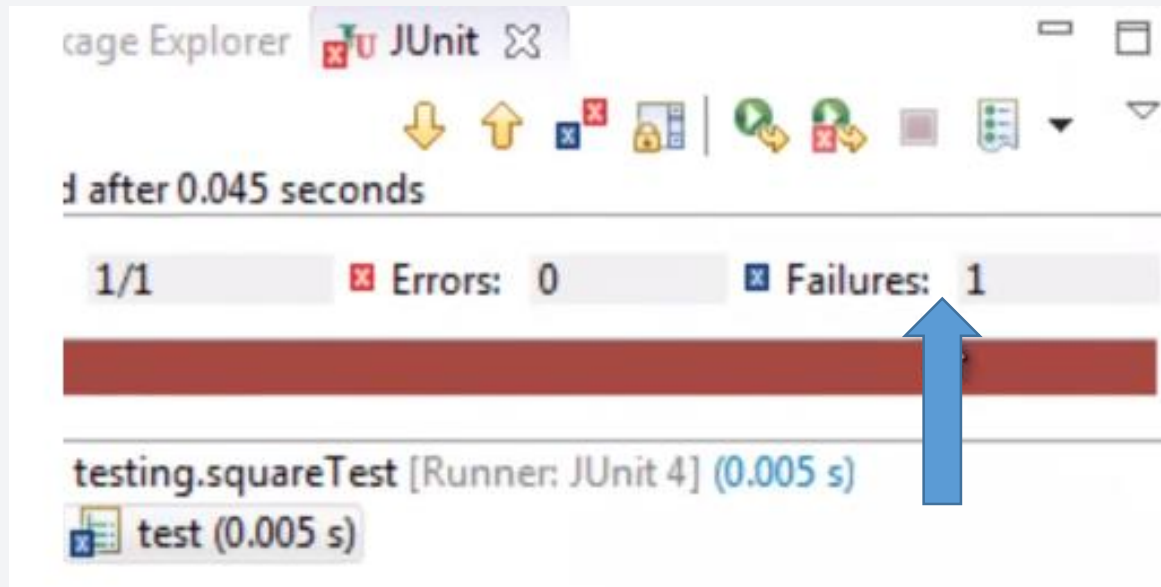 kage Explorer JUnit
d after 0.045 seconds
1/1 Errors: 0 Failures: 1
testing.squareTest [Runner: JUnit 4] (0.005 s)
test (0.005 s)